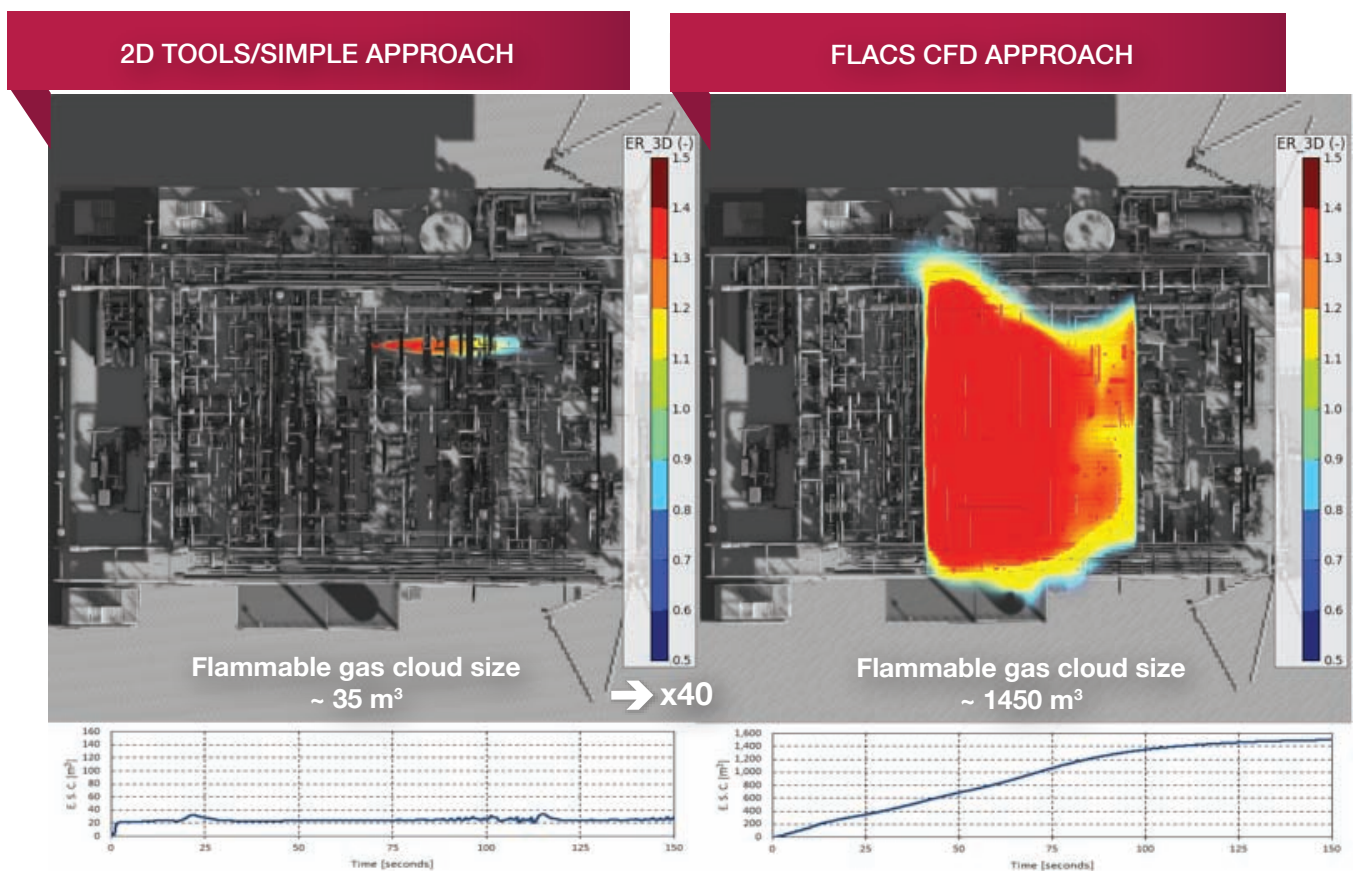 2D TOOLS/SIMPLE APPROACH
FLACS CFD APPROACH
ER_3D (-)
1.5
1.4
1.3
1.2
1.1
1.0
0.9
0.8
0.7
0.6
0.5
ER_3D (-)
1.5
1.4
1.3
1.2
1.1
1.0
0.9
0.8
0.7
0.6
0.5
Flammable gas cloud size
~ 35 m³
x40
Flammable gas cloud size
~ 1450 m³
160
140
120
100
80
60
40
20
0
E.S.C. [m³]
0 25 50 75 100 125 150
Time [seconds]
1,600
1,400
1,200
1,000
800
600
400
200
0
E.S.C. [m³]
0 25 50 75 100 125 150
Time [seconds]